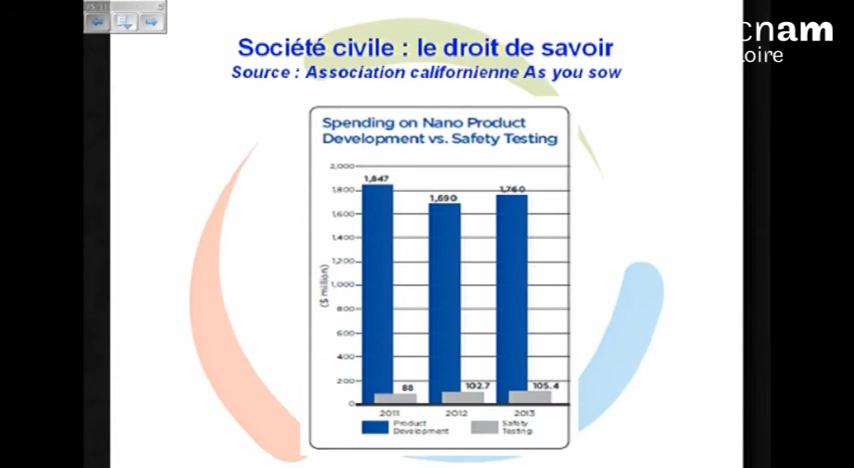 cnam
Loire
Société civile : le droit de savoir
Source : Association californienne As you sow
Spending on Nano Product
Development vs. Safety Testing
($ million)
2,000
1,800
1,600
1,400
1,200
1,000
800
600
400
200
0
1,847
1,690
1,760
88
102.7
105.4
2011 2012 2013
Product
Development
Safety
Testing